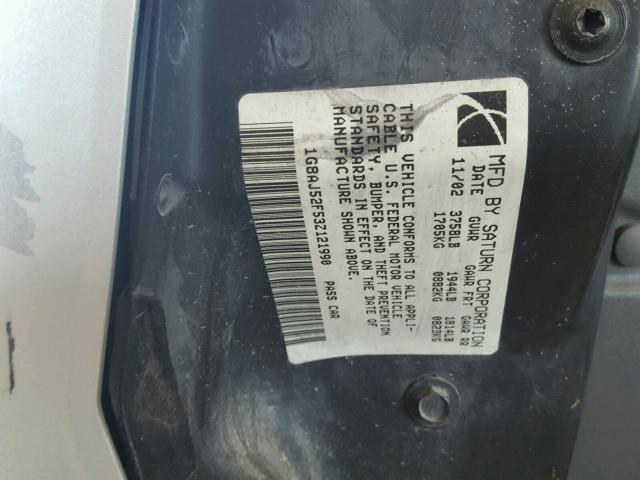 MFD BY SATURN CORPORATION
DATE GVWR GAWR FRT GAWR RR
11/02 3758LB 1944LB 1814LB
1705KG 0882KG 0823KG
THIS VEHICLE CONFORMS TO ALL APPLI-
CABLE U.S. FEDERAL MOTOR VEHICLE
SAFETY, BUMPER, AND THEFT PREVENTION
STANDARDS IN EFFECT ON THE DATE OF
MANUFACTURE SHOWN ABOVE.
1G8AJ52F53Z121990 PASS CAR